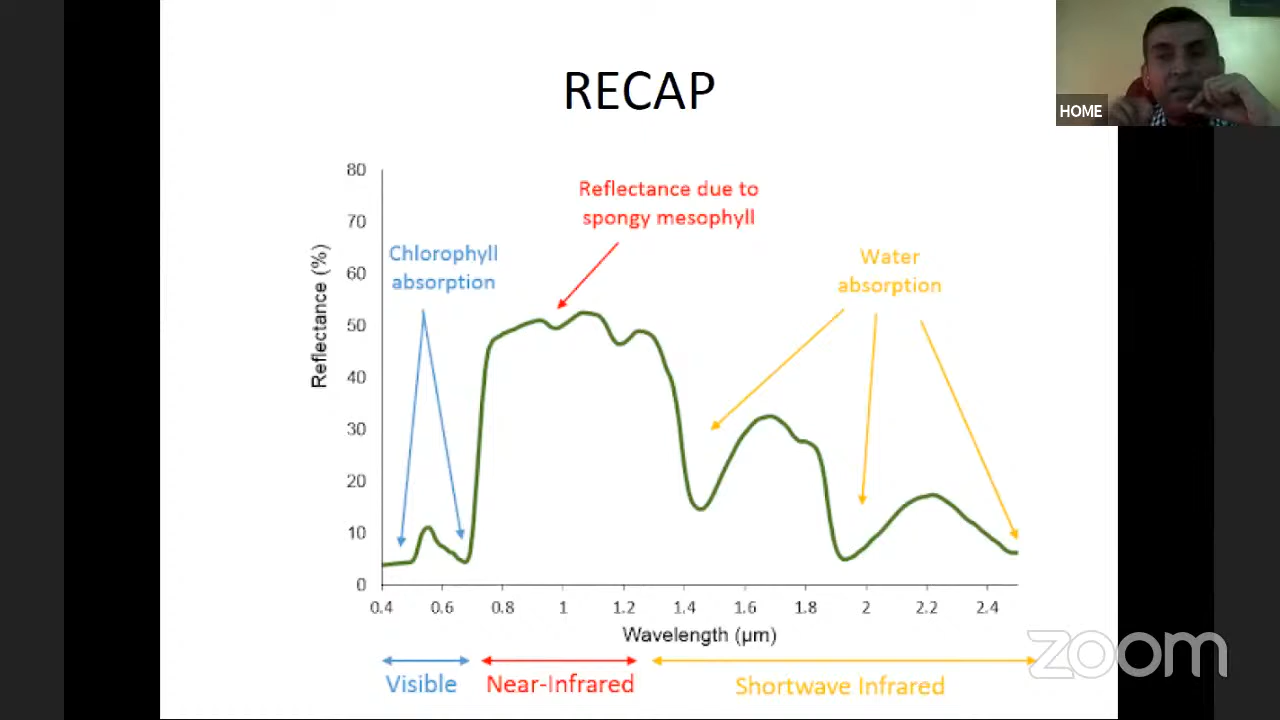 RECAP
HOME
80
70
60
50
40
30
20
10
0
Reflectance (%)
Reflectance due to
spongy mesophyll
Chlorophyll
absorption
Water
absorption
0.4 0.6 0.8 1 1.2 1.4 1.6 1.8 2 2.2 2.4
Wavelength (µm)
Visible Near-Infrared Shortwave Infrared
zoom